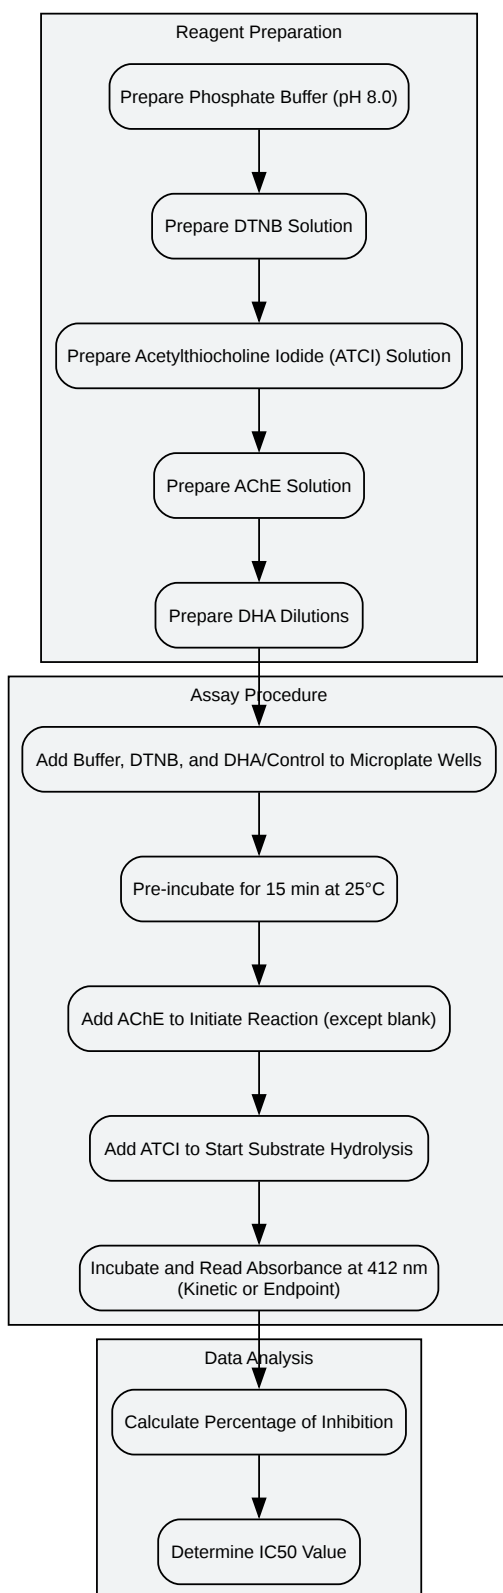 Reagent Preparation
Prepare Phosphate Buffer (pH 8.0)
Prepare DTNB Solution
Prepare Acetylthiocholine Iodide (ATCI) Solution
Prepare AChE Solution
Prepare DHA Dilutions
Assay Procedure
Add Buffer, DTNB, and DHA/Control to Microplate Wells
Pre-incubate for 15 min at 25°C
Add AChE to Initiate Reaction (except blank)
Add ATCI to Start Substrate Hydrolysis
Incubate and Read Absorbance at 412 nm
(Kinetic or Endpoint)
Data Analysis
Calculate Percentage of Inhibition
Determine IC50 Value